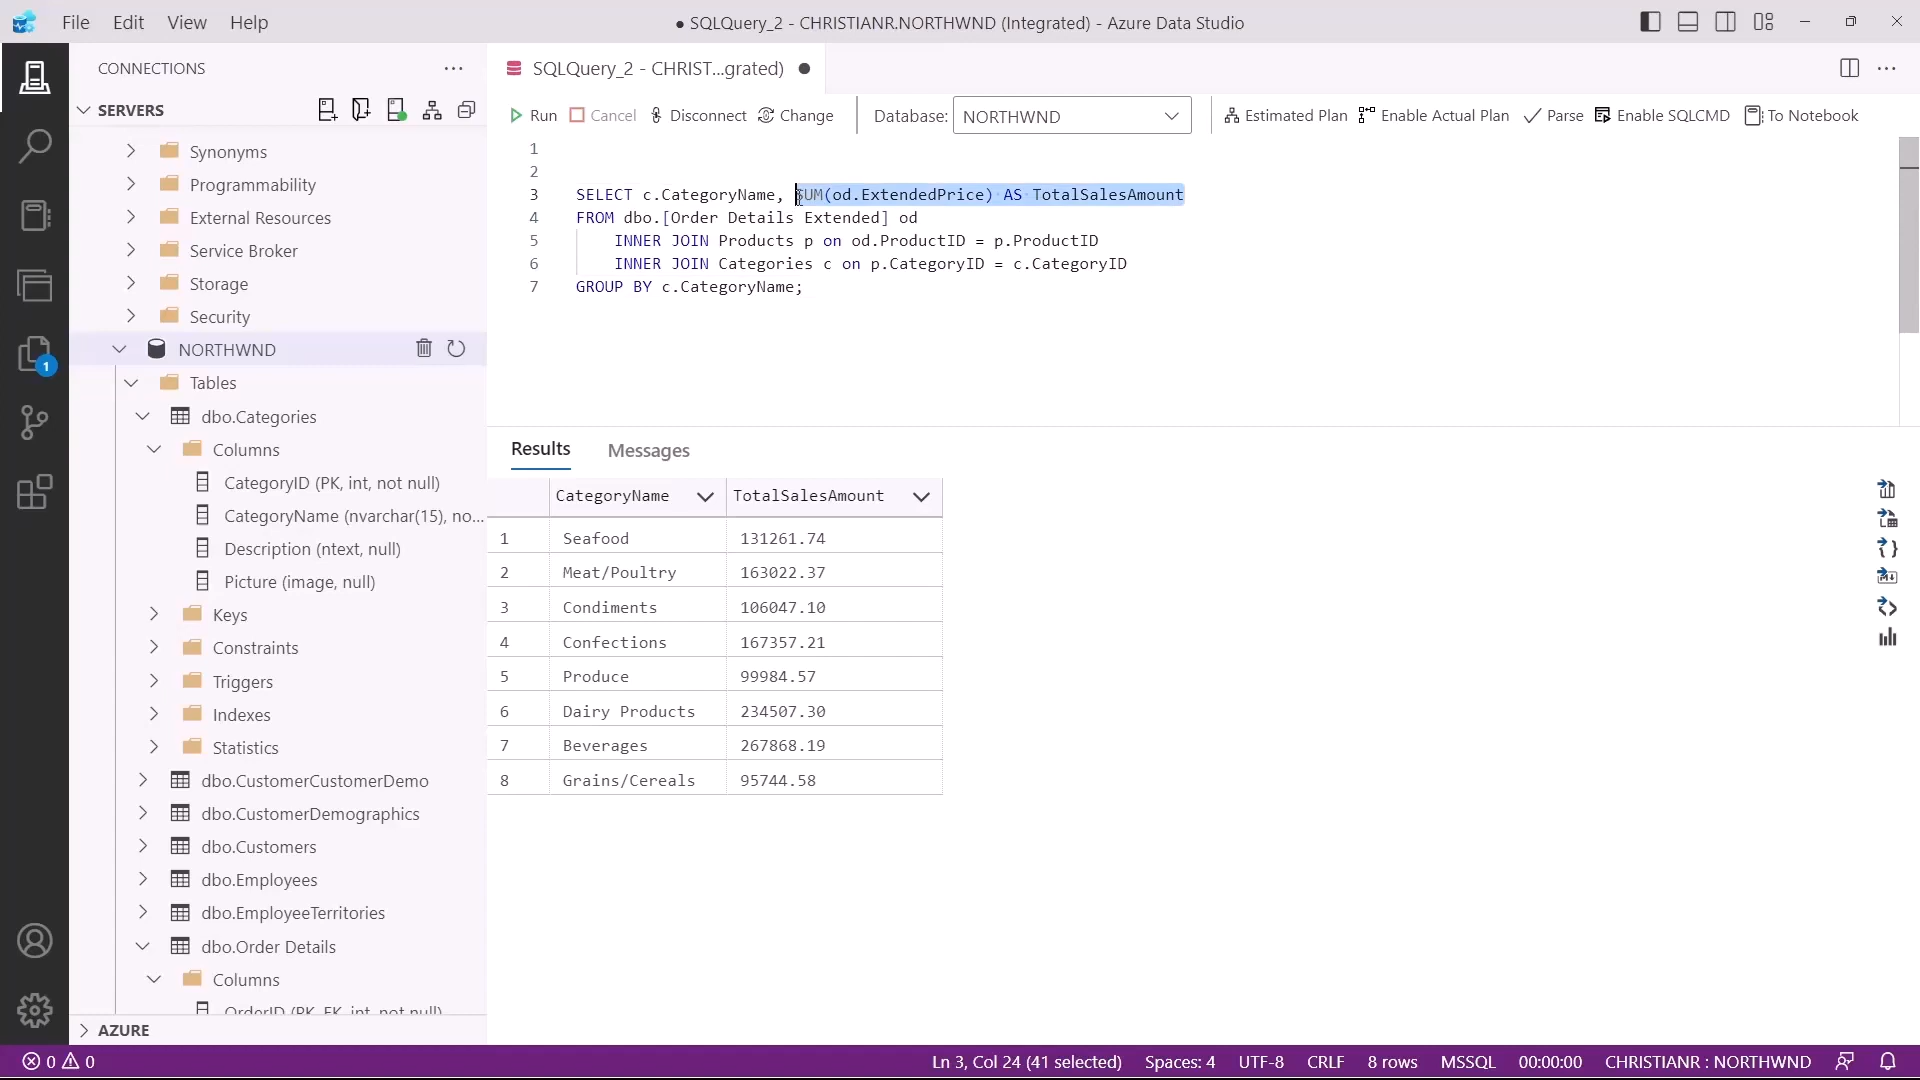 File Edit View Help
● SQLQuery_2 - CHRISTIANR.NORTHWND (Integrated) - Azure Data Studio
CONNECTIONS
SERVERS
Synonyms
Programmability
External Resources
Service Broker
Storage
Security
NORTHWND
Tables
dbo.Categories
Columns
CategoryID (PK, int, not null)
CategoryName (nvarchar(15), no...
Description (ntext, null)
Picture (image, null)
Keys
Constraints
Triggers
Indexes
Statistics
dbo.CustomerCustomerDemo
dbo.CustomerDemographics
dbo.Customers
dbo.Employees
dbo.EmployeeTerritories
dbo.Order Details
Columns
OrderID (PK, FK, int, not null)
AZURE
1
SQLQuery_2 - CHRIST...grated) ●
Run Cancel Disconnect Change Database: NORTHWND Estimated Plan Enable Actual Plan Parse Enable SQLCMD To Notebook
1
2
3 SELECT c.CategoryName, SUM(od.ExtendedPrice) AS TotalSalesAmount
4 FROM dbo.[Order Details Extended] od
5 INNER JOIN Products p on od.ProductID = p.ProductID
6 INNER JOIN Categories c on p.CategoryID = c.CategoryID
7 GROUP BY c.CategoryName;
Results Messages
CategoryName TotalSalesAmount
1 Seafood 131261.74
2 Meat/Poultry 163022.37
3 Condiments 106047.10
4 Confections 167357.21
5 Produce 99984.57
6 Dairy Products 234507.30
7 Beverages 267868.19
8 Grains/Cereals 95744.58
0 0 Ln 3, Col 24 (41 selected) Spaces: 4 UTF-8 CRLF 8 rows MSSQL 00:00:00 CHRISTIANR : NORTHWND